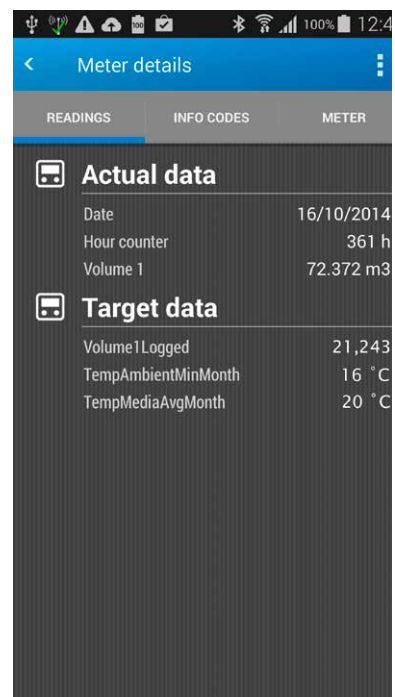 100 100% 12:4
Meter details
READINGS INFO CODES METER
Actual data
Date 16/10/2014
Hour counter 361 h
Volume 1 72.372 m3
Target data
Volume1Logged 21,243
TempAmbientMinMonth 16 °C
TempMediaAvgMonth 20 °C